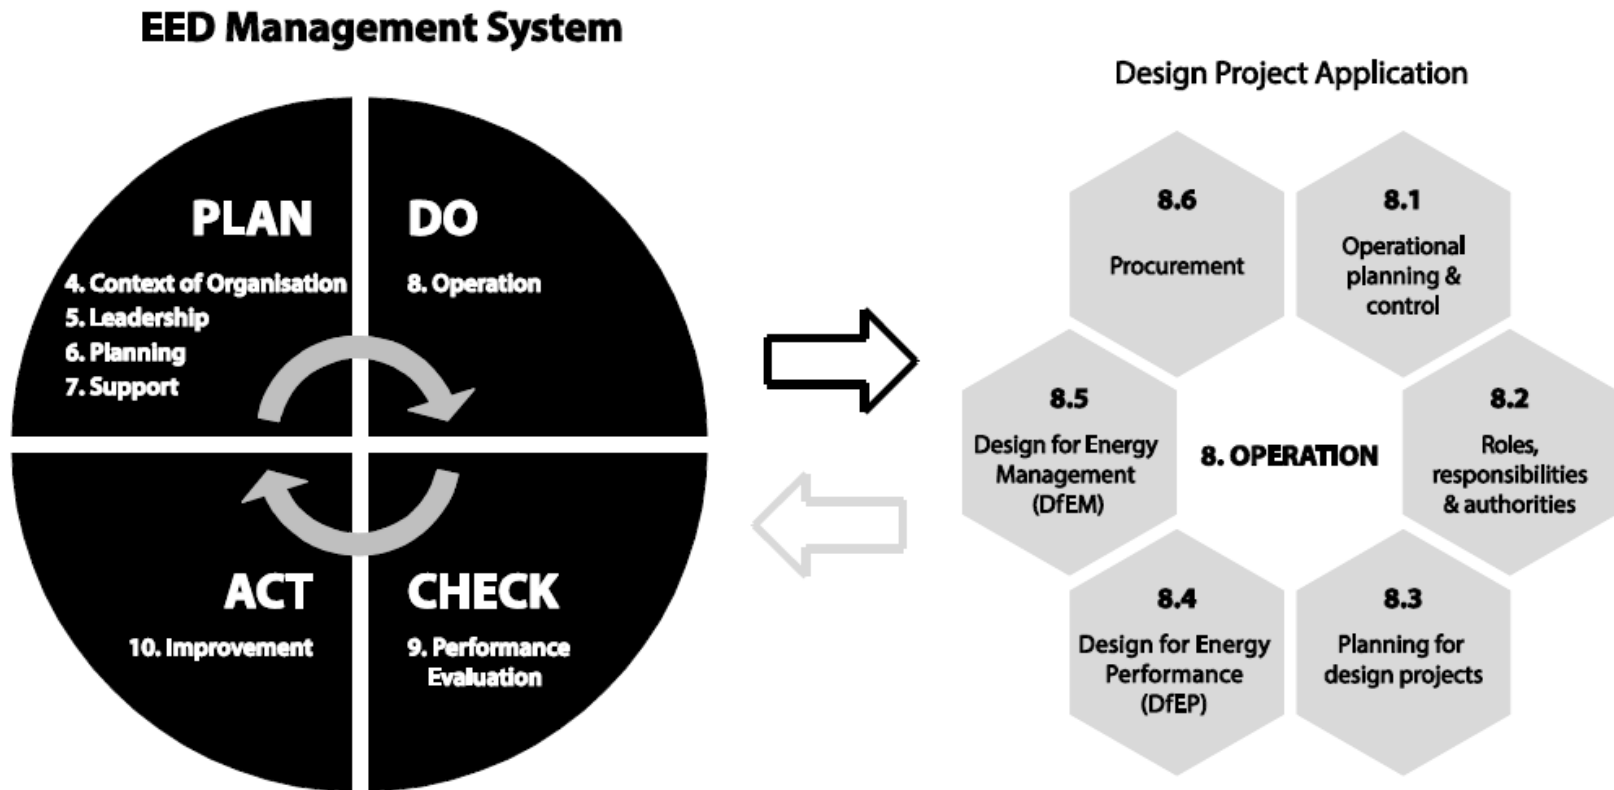 EED Management System
PLAN
4. Context of Organisation
5. Leadership
6. Planning
7. Support
DO
8. Operation
ACT
10. Improvement
CHECK
9. Performance
Evaluation
Design Project Application
8.6
Procurement
8.1
Operational
planning &
control
8.5
Design for Energy
Management
(DfEM)
8. OPERATION
8.2
Roles,
responsibilities
& authorities
8.4
Design for Energy
Performance
(DfEP)
8.3
Planning for
design projects